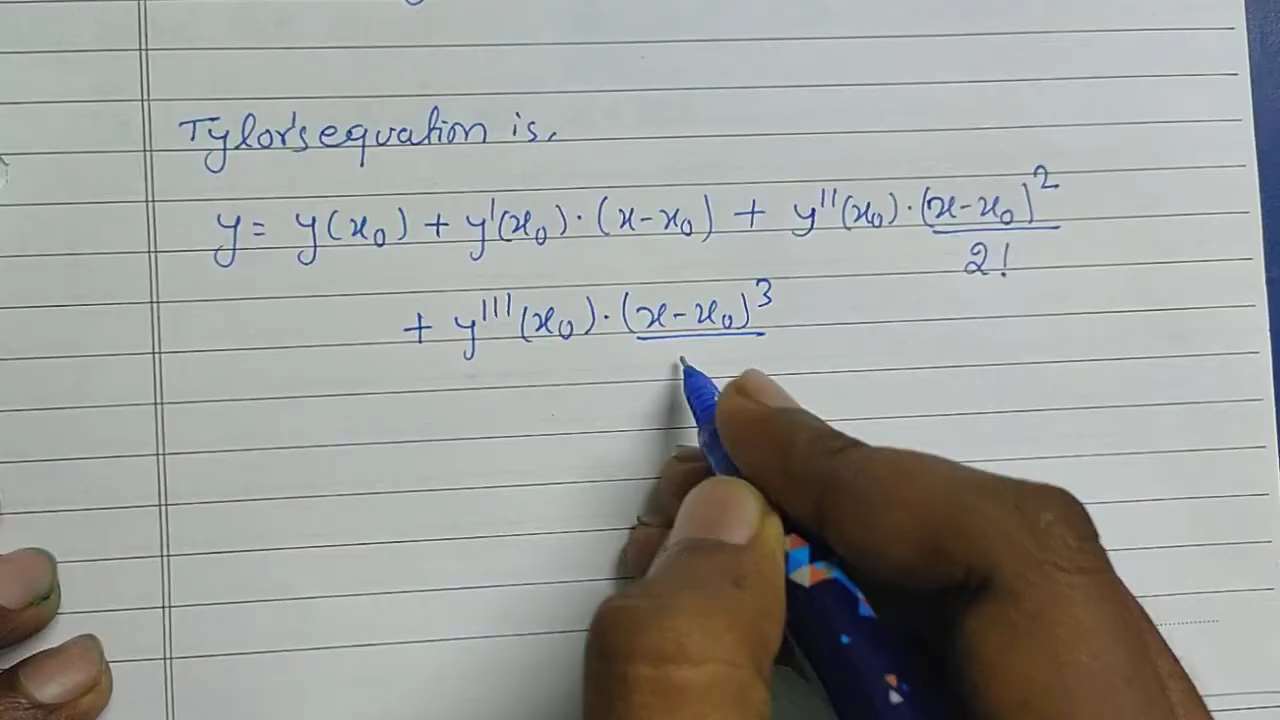 Tylor's equation is,
y = y(x₀) + y'(x₀) · (x-x₀) + y''(x₀) · (x-x₀)²/2!
+ y'''(x₀) · (x-x₀)³